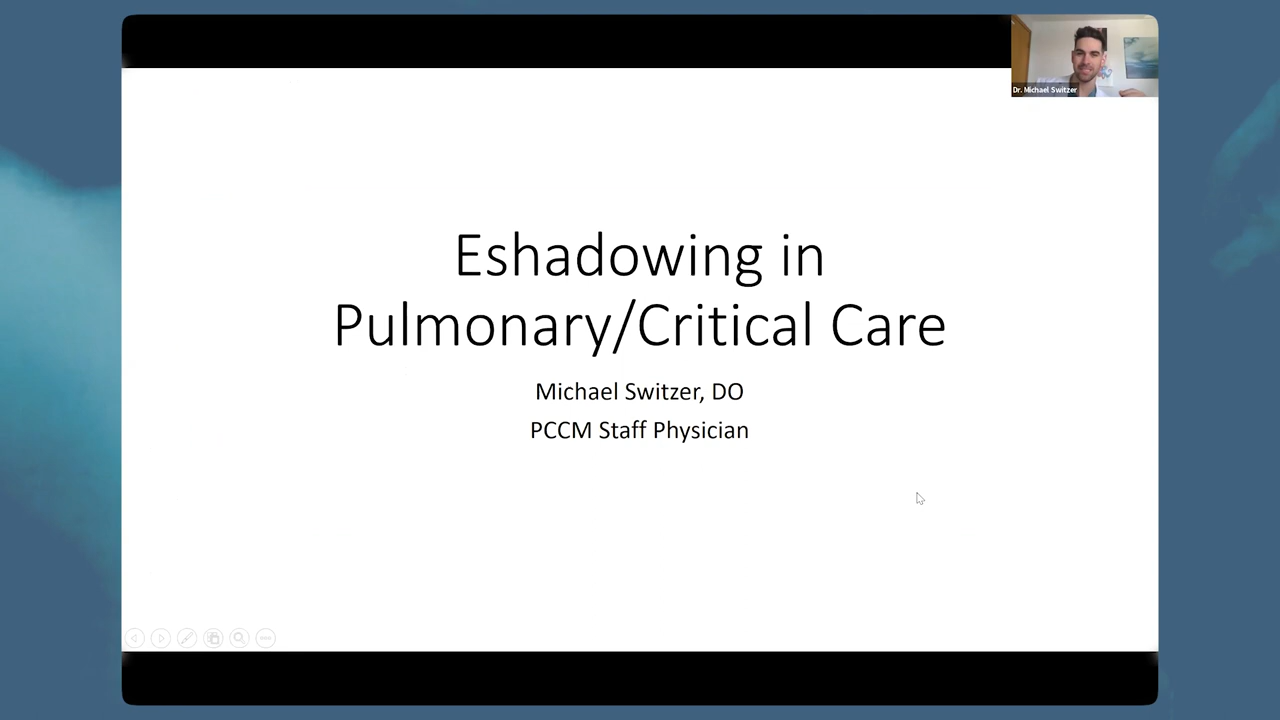 Dr. Michael Switzer
Eshadowing in
Pulmonary/Critical Care
Michael Switzer, DO
PCCM Staff Physician